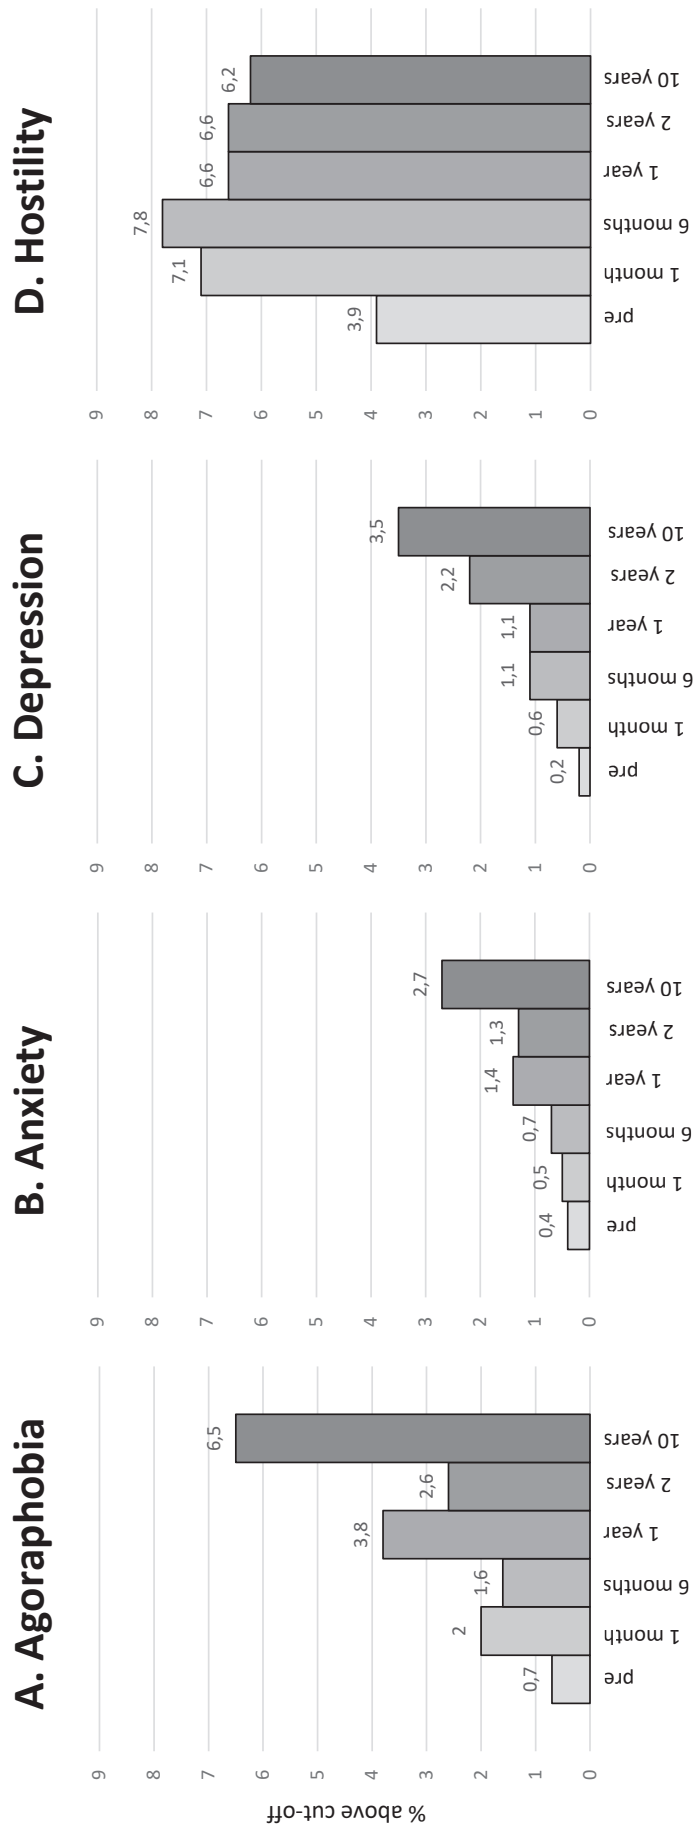 A. Agoraphobia
% above cut-off
9
8
7
6
5
4
3
2
1
0
0,7
2
1,6
3,8
2,6
6,5
pre
1 month
6 months
1 year
2 years
10 years
B. Anxiety
9
8
7
6
5
4
3
2
1
0
0,4
0,5
0,7
1,4
1,3
2,7
pre
1 month
6 months
1 year
2 years
10 years
C. Depression
9
8
7
6
5
4
3
2
1
0
0,2
0,6
1,1
1,1
2,2
3,5
pre
1 month
6 months
1 year
2 years
10 years
D. Hostility
9
8
7
6
5
4
3
2
1
0
3,9
7,1
7,8
6,6
6,6
6,2
pre
1 month
6 months
1 year
2 years
10 years